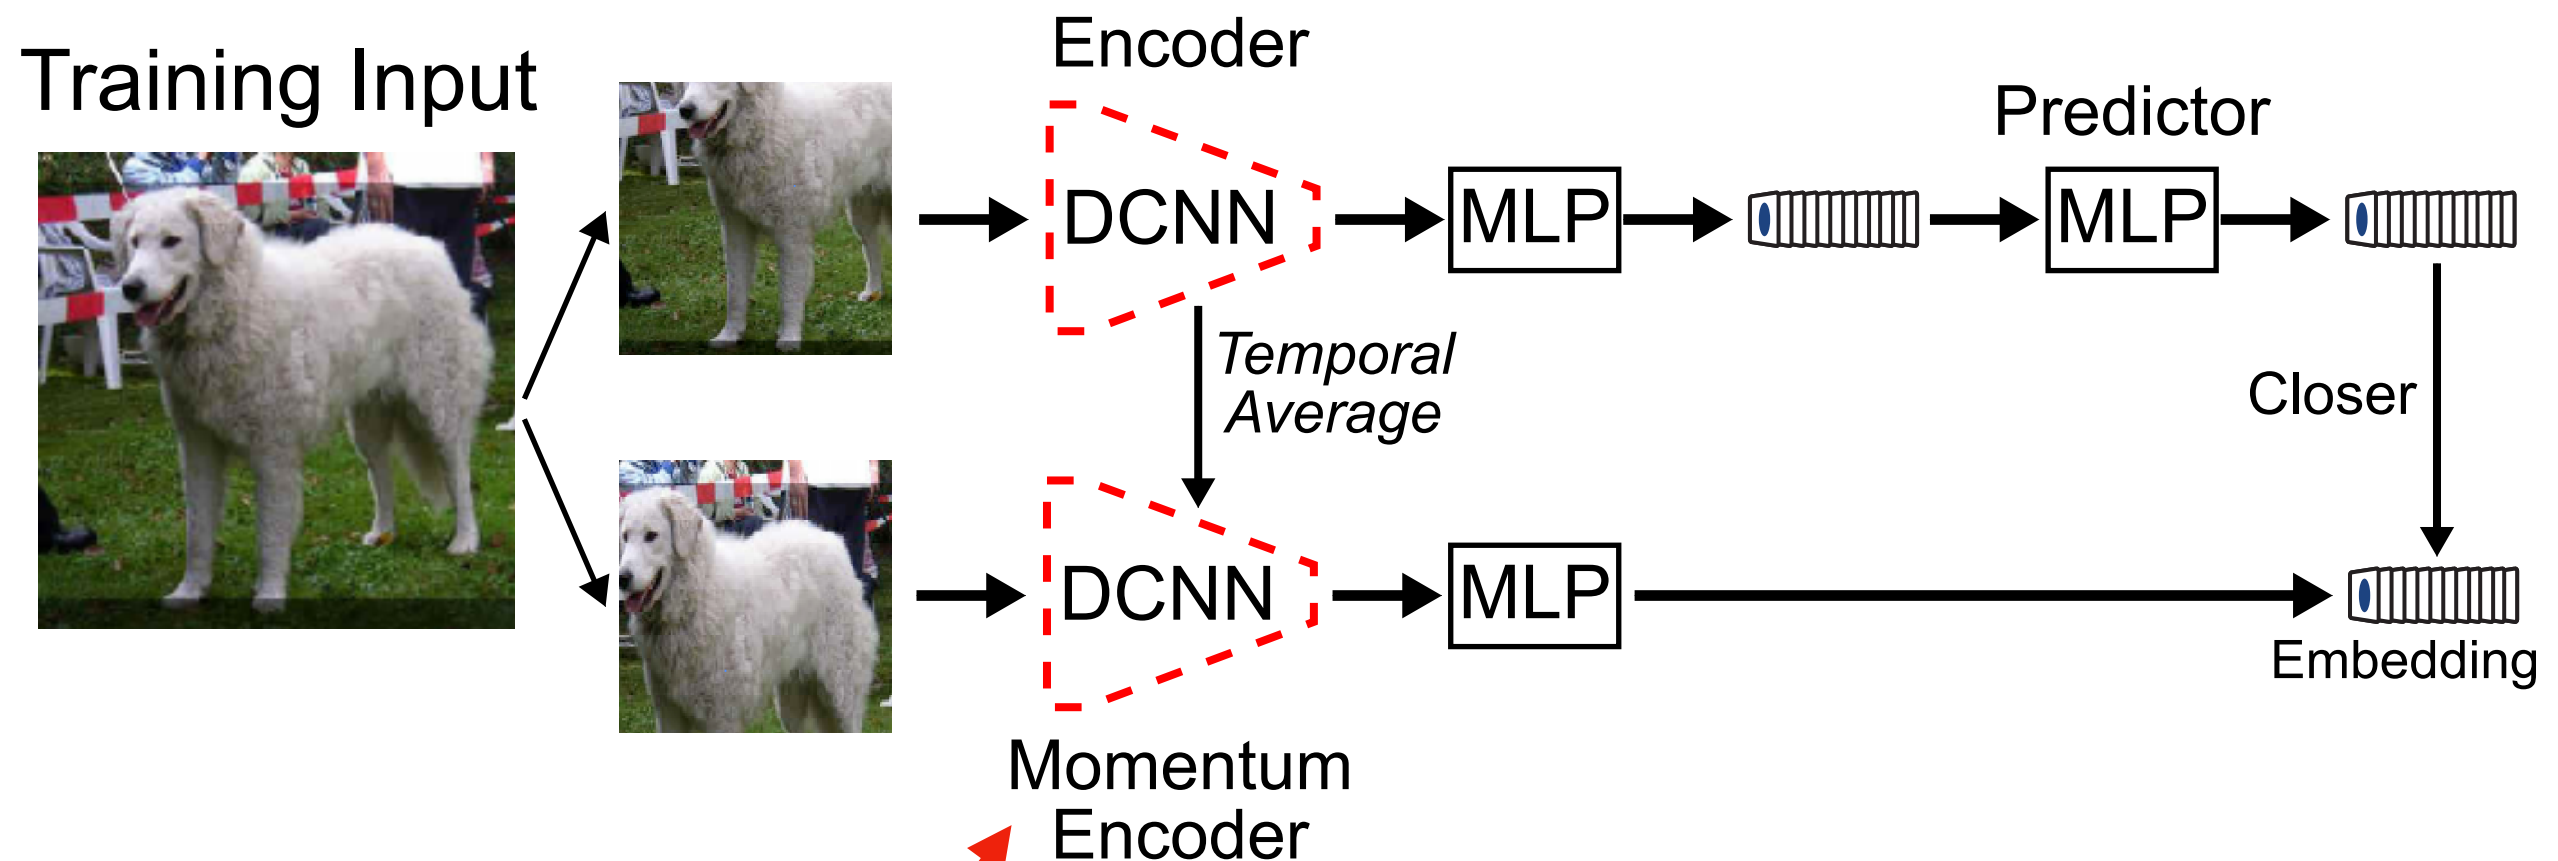 Training Input
Encoder
DCNN
MLP
Predictor
MLP
Temporal
Average
Closer
DCNN
MLP
Embedding
Momentum
Encoder